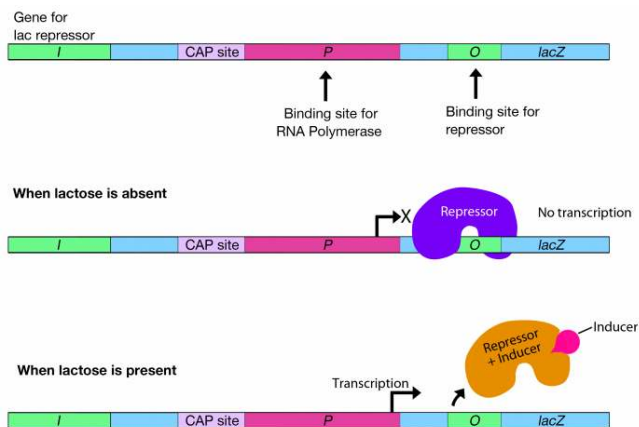 Gene for
lac repressor
I CAP site P O lacZ
Binding site for
RNA Polymerase
Binding site for
repressor
When lactose is absent
X Repressor No transcription
I CAP site P O lacZ
Repressor
+ Inducer
Inducer
When lactose is present
Transcription
I CAP site P O lacZ